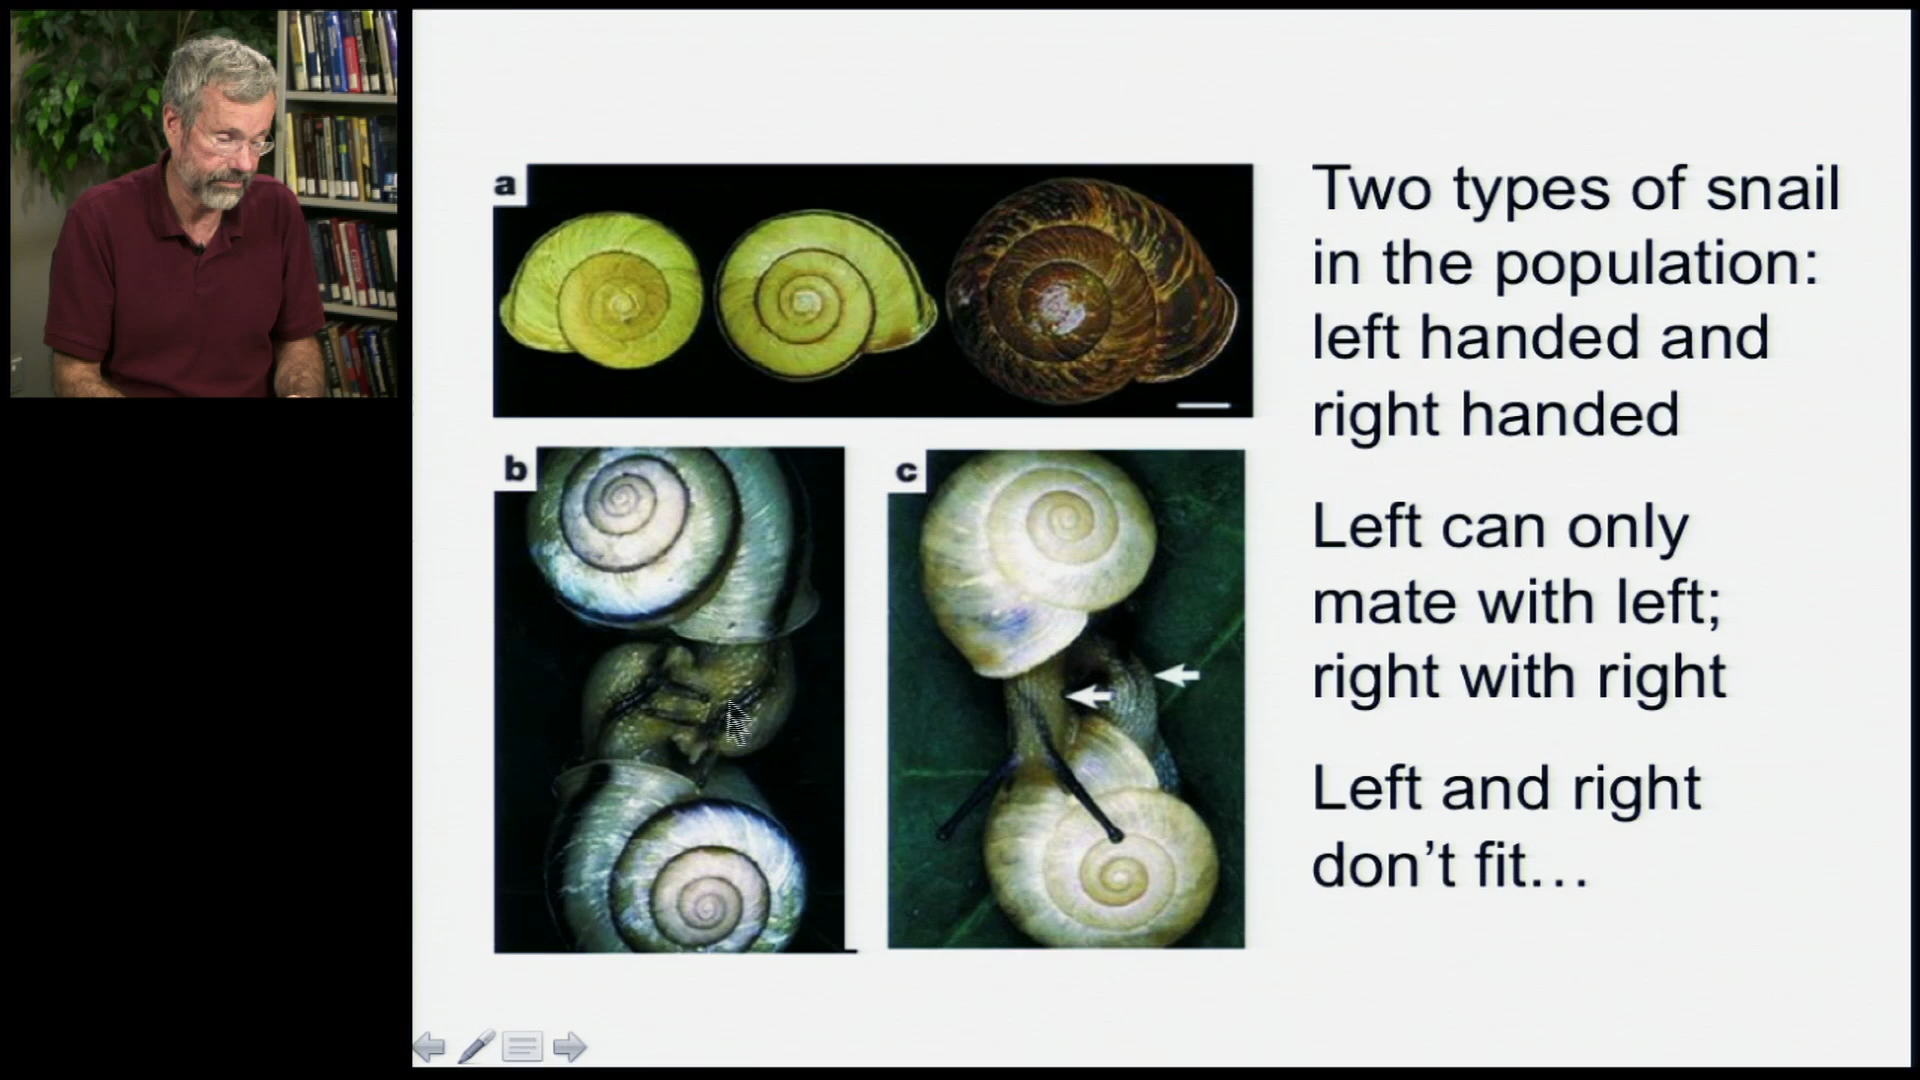 a
b
c
Two types of snail
in the population:
left handed and
right handed
Left can only
mate with left;
right with right
Left and right
don’t fit…